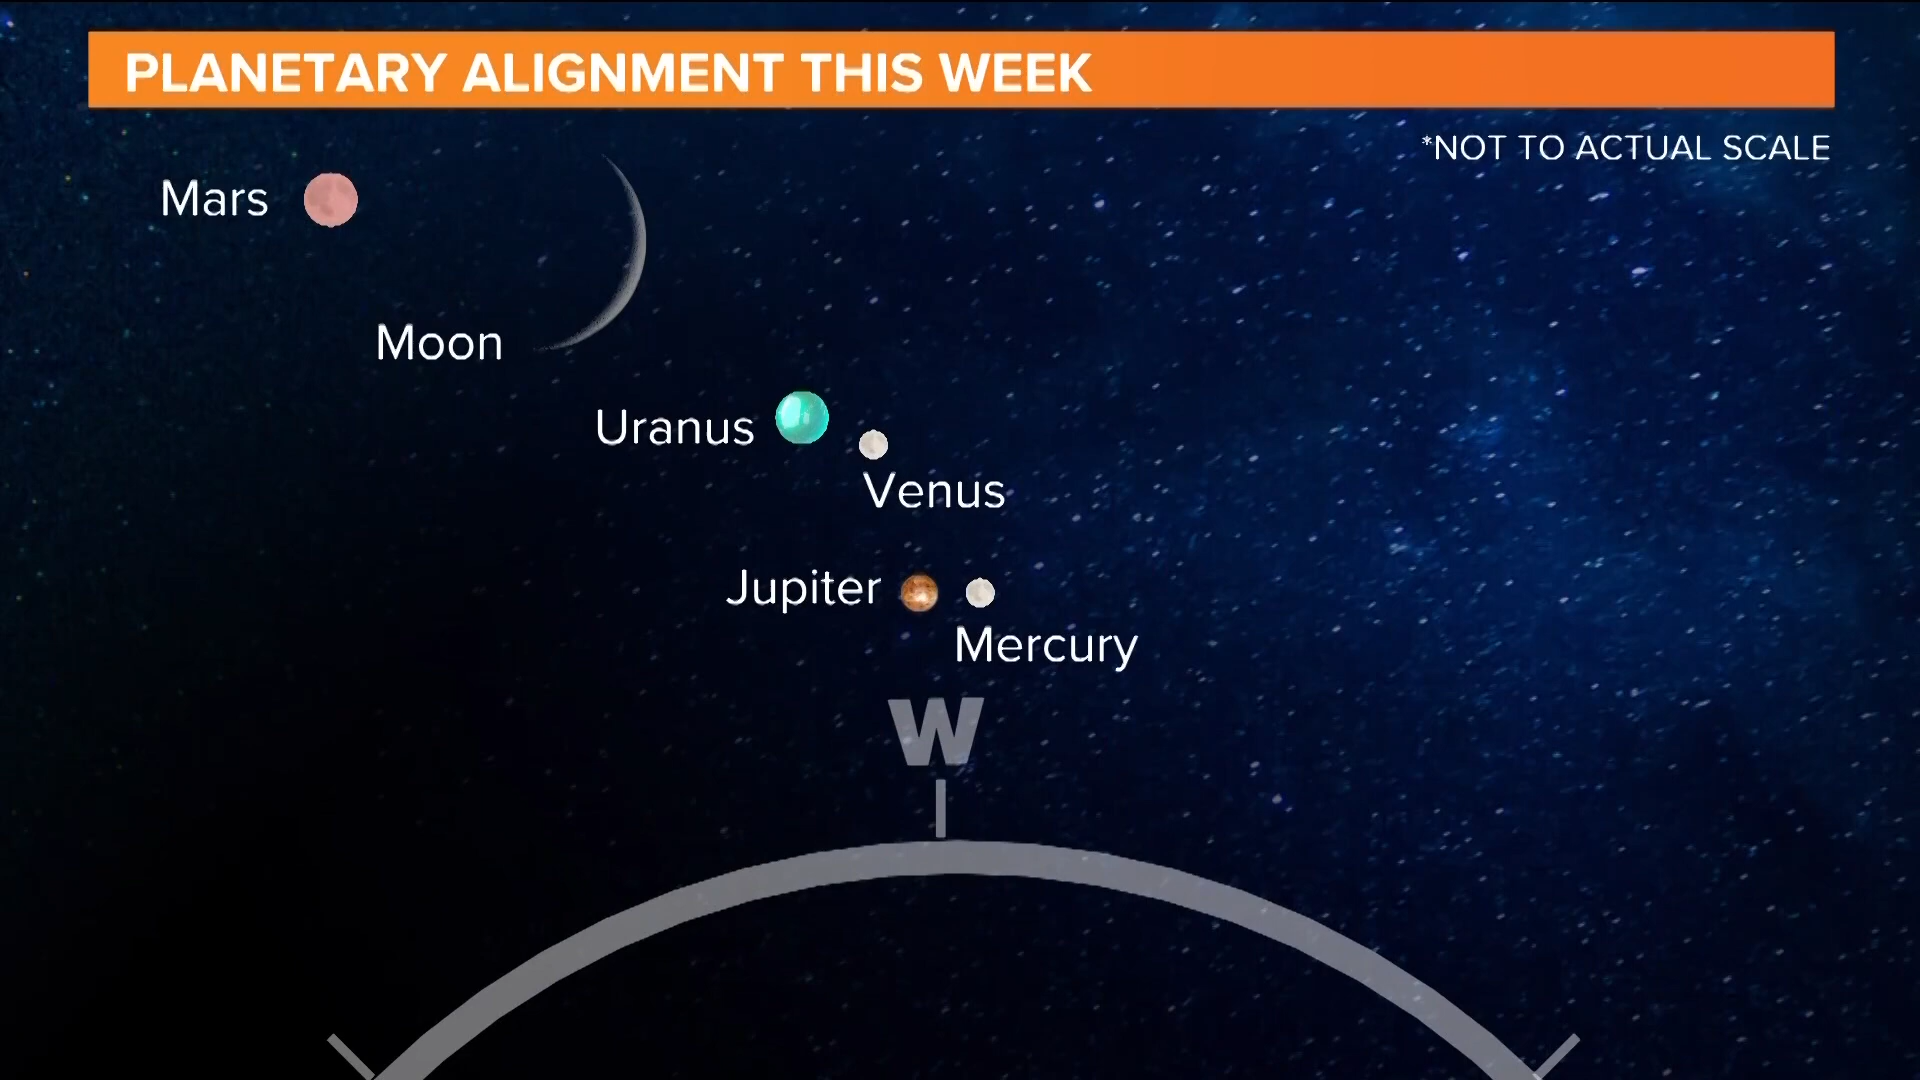 PLANETARY ALIGNMENT THIS WEEK
*NOT TO ACTUAL SCALE
Mars
Moon
Uranus
Venus
Jupiter
Mercury
W